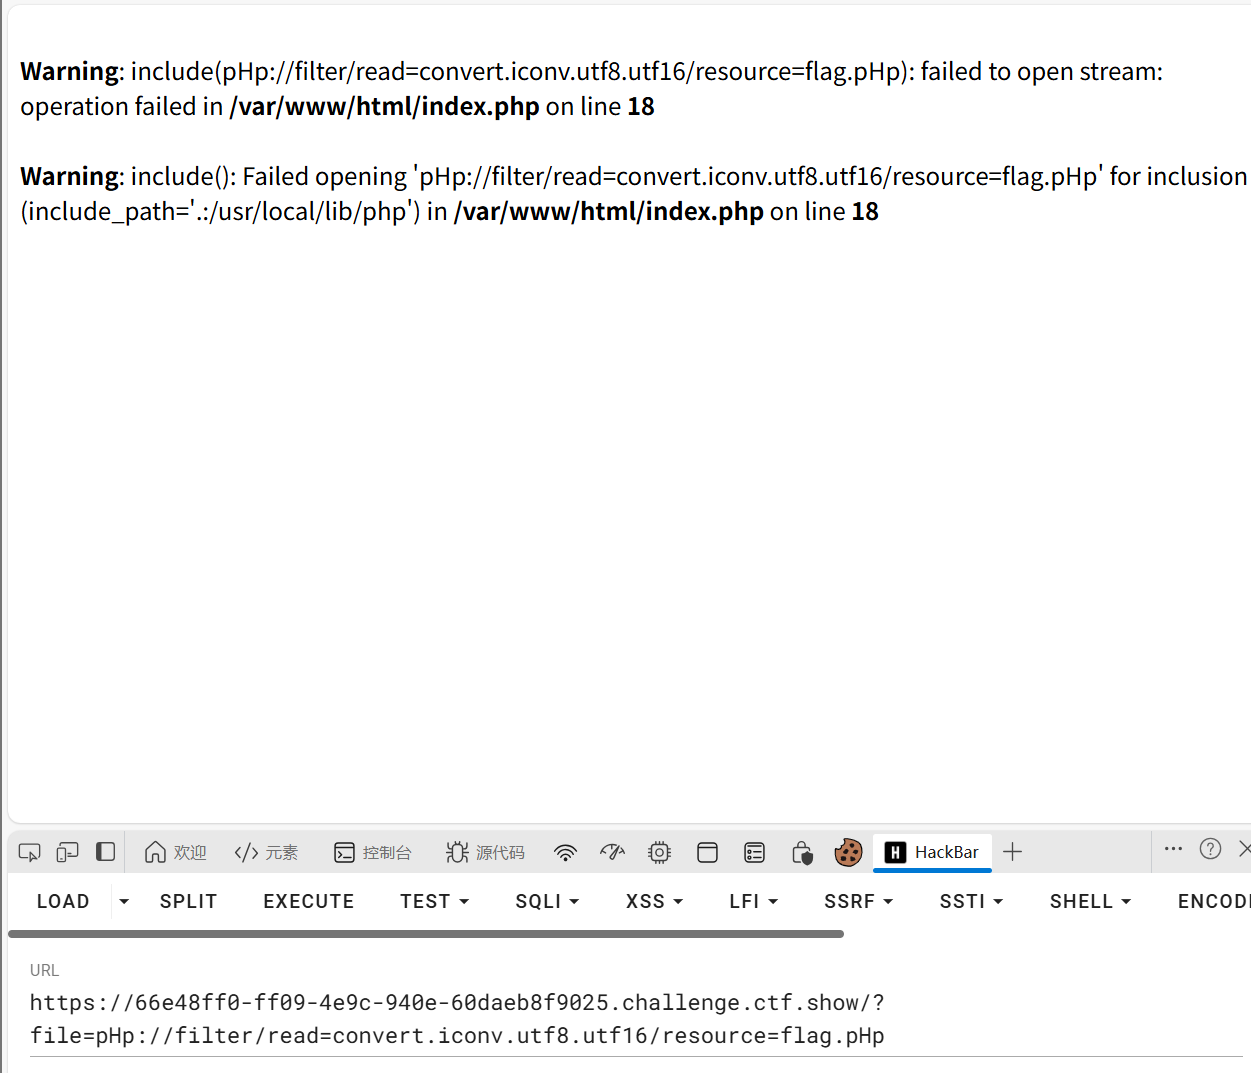 Warning: include(pHp://filter/read=convert.iconv.utf8.utf16/resource=flag.pHp): failed to open stream:
operation failed in /var/www/html/index.php on line 18
Warning: include(): Failed opening 'pHp://filter/read=convert.iconv.utf8.utf16/resource=flag.pHp' for inclusion
(include_path='.:/usr/local/lib/php') in /var/www/html/index.php on line 18
欢迎 元素 控制台 源代码 HackBar
LOAD SPLIT EXECUTE TEST SQLI XSS LFI SSRF SSTI SHELL ENCODI
URL
https://66e48ff0-ff09-4e9c-940e-60daeb8f9025.challenge.ctf.show/?
file=pHp://filter/read=convert.iconv.utf8.utf16/resource=flag.pHp